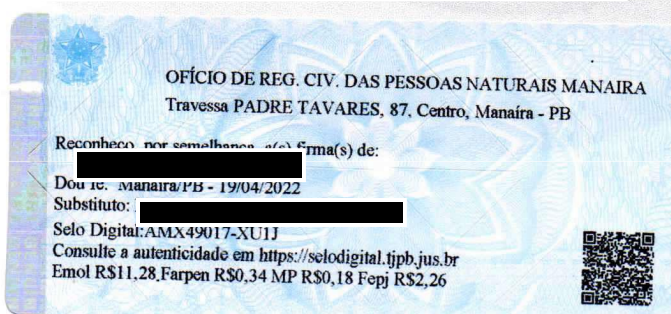 OFÍCIO DE REG. CIV. DAS PESSOAS NATURAIS MANAIRA
Travessa PADRE TAVARES, 87, Centro, Manaíra - PB
Reconheço, por semelhança, a(s) firma(s) de:
Dou fé. Manaíra/PB - 19/04/2022
Substituto:
Selo Digital:AMX49017-XU1J
Consulte a autenticidade em https://selodigital.tjpb.jus.br
Emol R$11,28.Farpen R$0,34 MP R$0,18 Fepj R$2,26